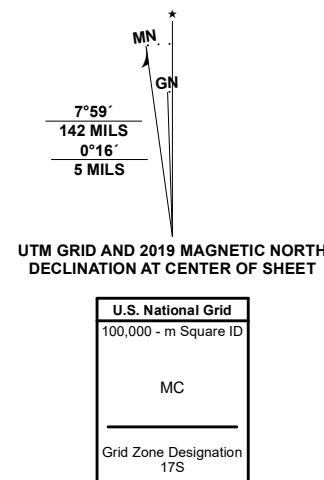 ★
MN
GN
7°59´
142 MILS
0°16´
5 MILS
UTM GRID AND 2019 MAGNETIC NORTH
DECLINATION AT CENTER OF SHEET
U.S. National Grid
100,000 - m Square ID
MC
Grid Zone Designation
17S